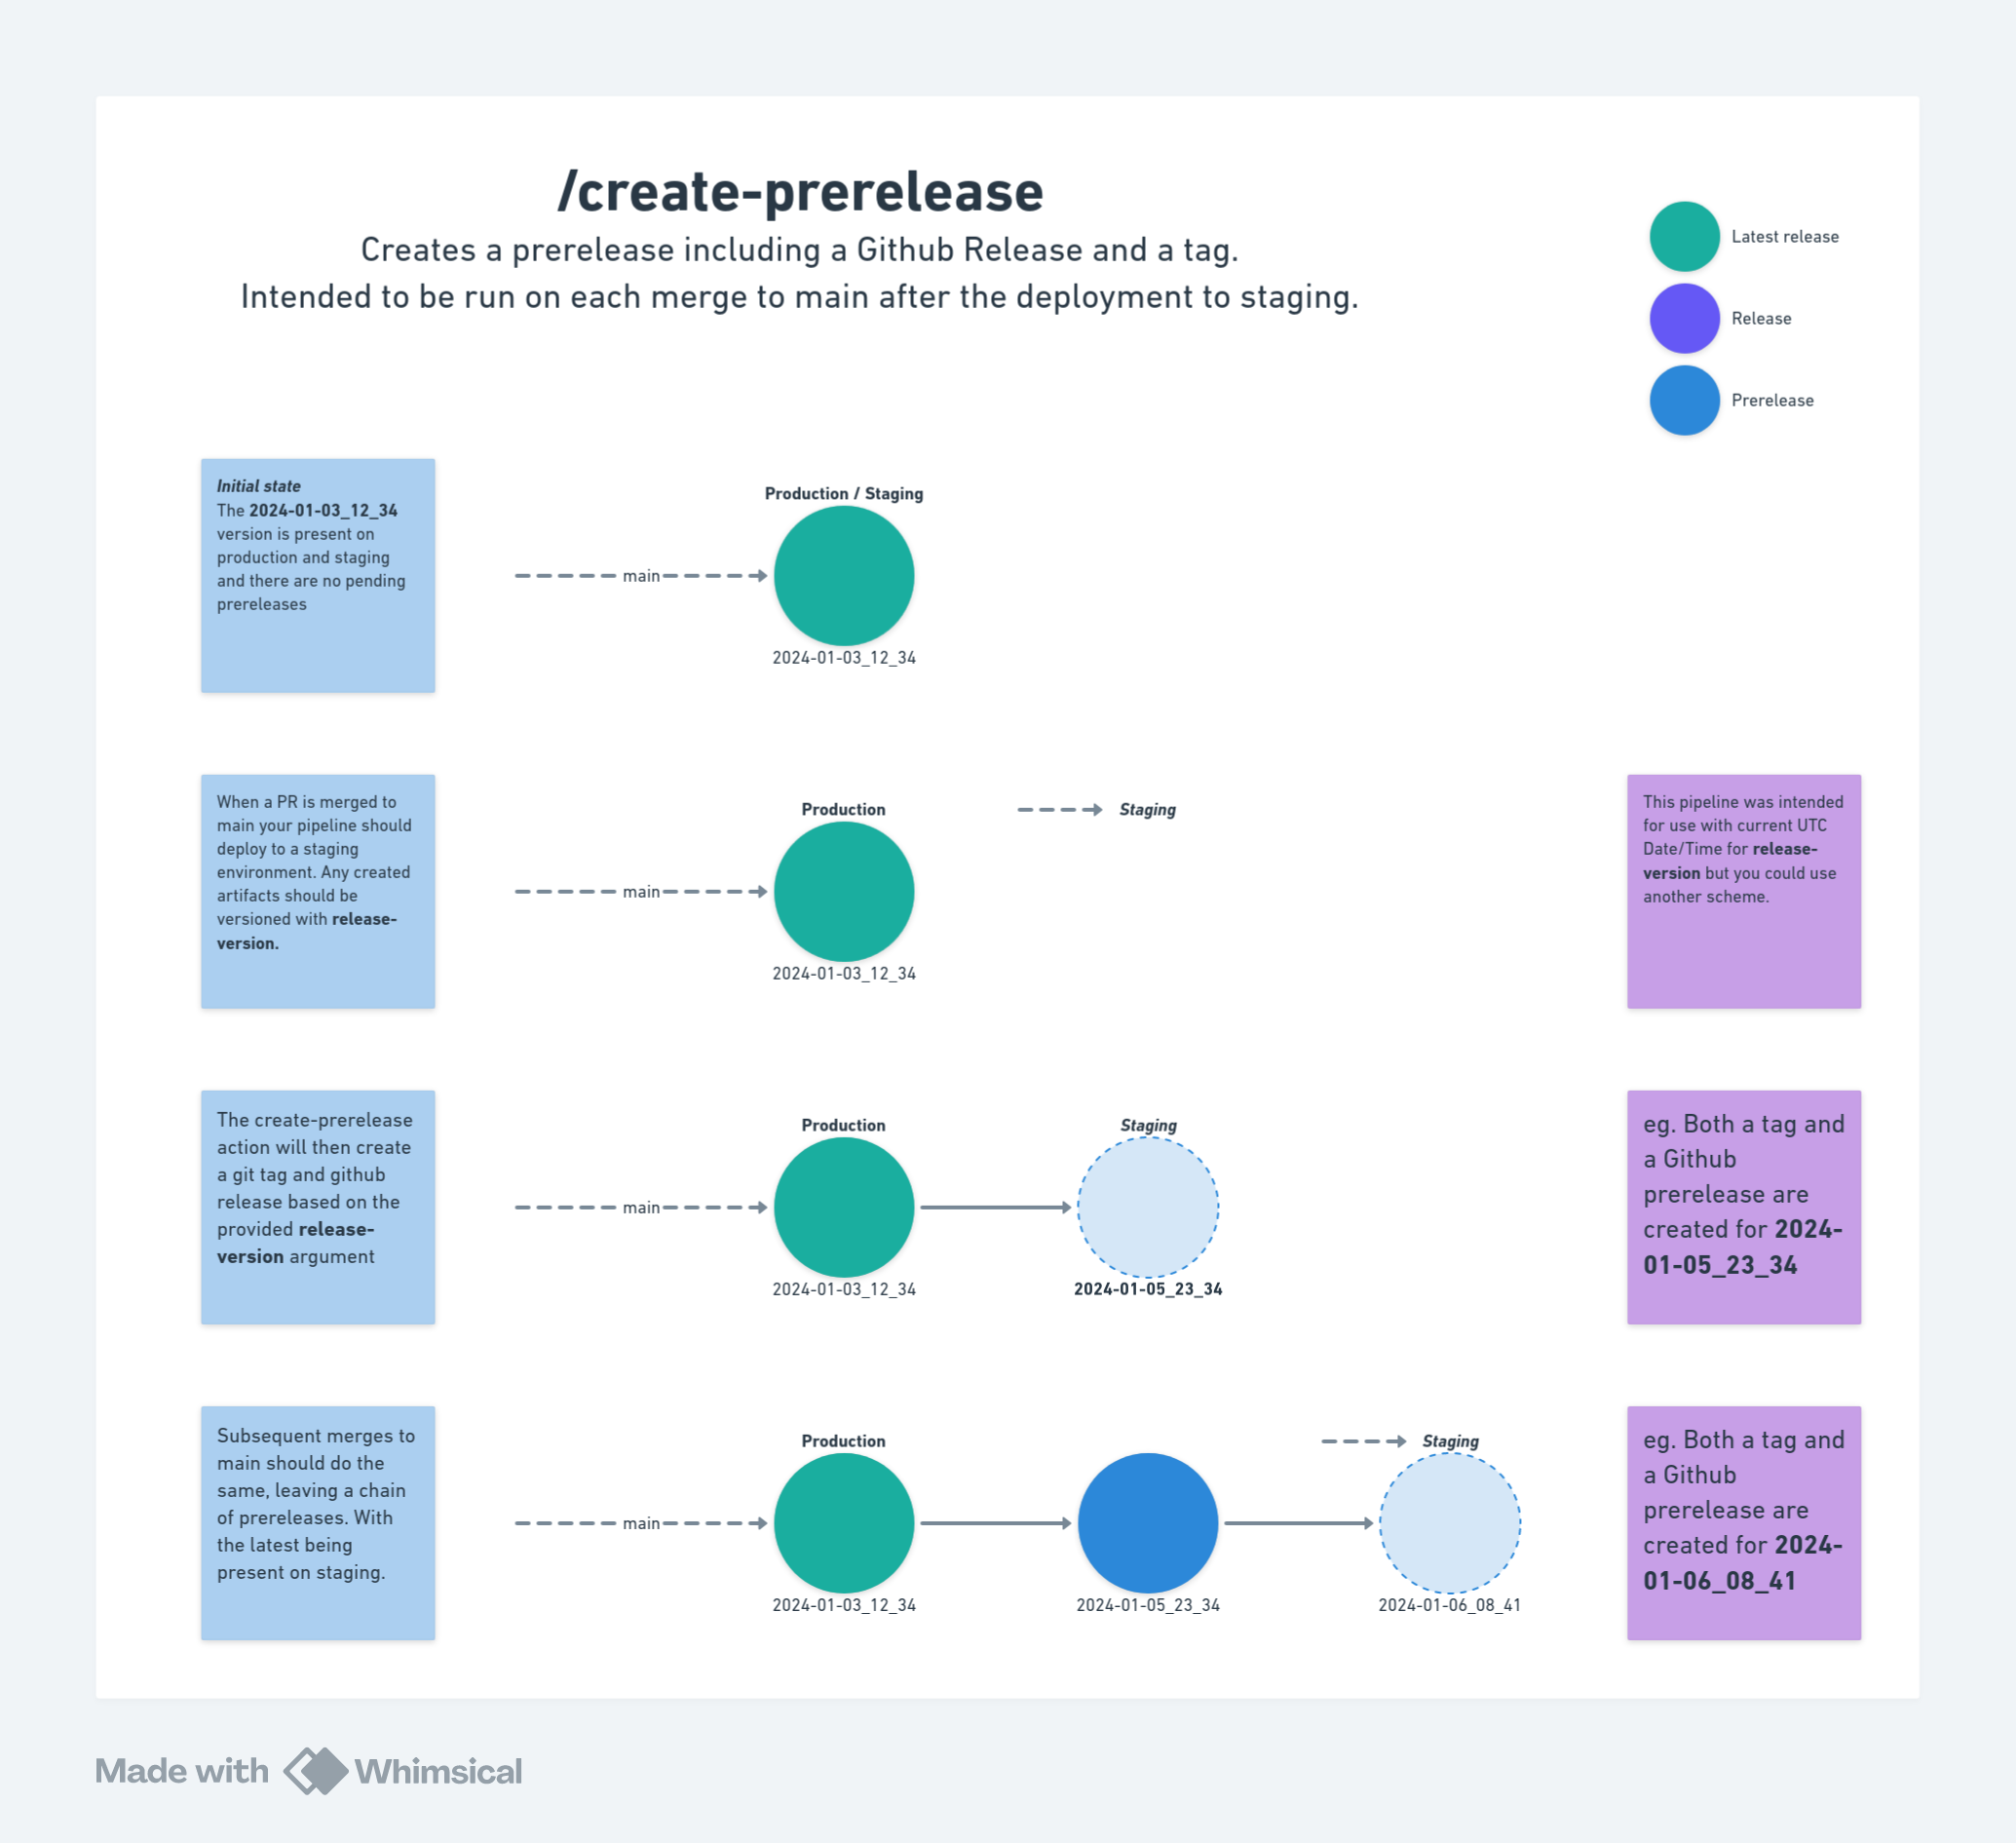 /create-prerelease
Creates a prerelease including a Github Release and a tag.
Intended to be run on each merge to main after the deployment to staging.
Latest release
Release
Prerelease
Initial state
The 2024-01-03_12_34
version is present on
production and staging
and there are no pending
prereleases
Production / Staging
main
2024-01-03_12_34
When a PR is merged to
main your pipeline should
deploy to a staging
environment. Any created
artifacts should be
versioned with release-
version.
Production
Staging
main
2024-01-03_12_34
This pipeline was intended
for use with current UTC
Date/Time for release-
version but you could use
another scheme.
The create-prerelease
action will then create
a git tag and github
release based on the
provided release-
version argument
Production
Staging
main
2024-01-03_12_34
2024-01-05_23_34
eg. Both a tag and
a Github
prerelease are
created for 2024-
01-05_23_34
Subsequent merges to
main should do the
same, leaving a chain
of prereleases. With
the latest being
present on staging.
Production
Staging
main
2024-01-03_12_34
2024-01-05_23_34
2024-01-06_08_41
eg. Both a tag and
a Github
prerelease are
created for 2024-
01-06_08_41
Made with Whimsical